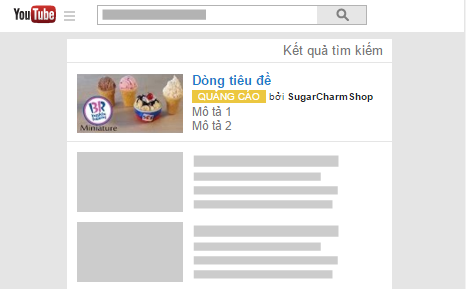 YouTube
Kết quả tìm kiếm
Dòng tiêu đề
QUẢNG CÁO bởi SugarCharmShop
Mô tả 1
Mô tả 2
BR
Miniature